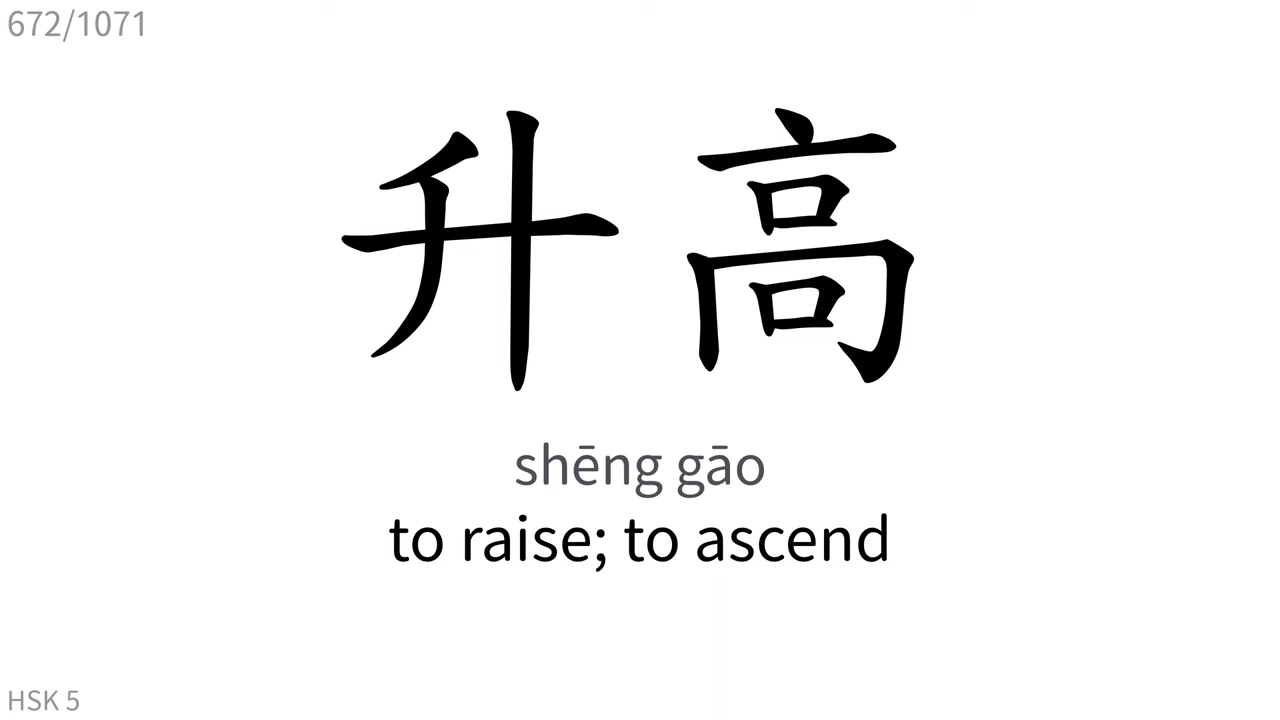 672/1071
升高
shēng gāo
to raise; to ascend
HSK 5